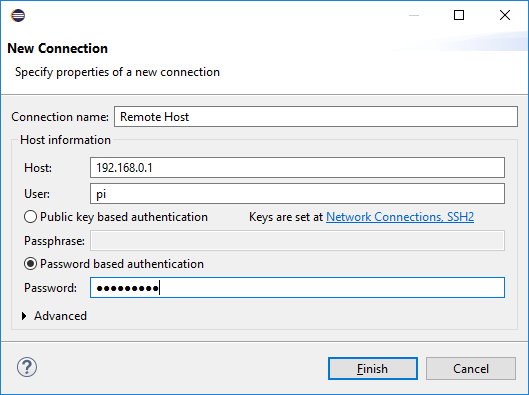 New Connection
Specify properties of a new connection
Connection name: Remote Host
Host information
Host: 192.168.0.1
User: pi
Public key based authentication Keys are set at Network Connections, SSH2
Passphrase:
Password based authentication
Password: ●●●●●●●●●
Advanced
? Finish Cancel